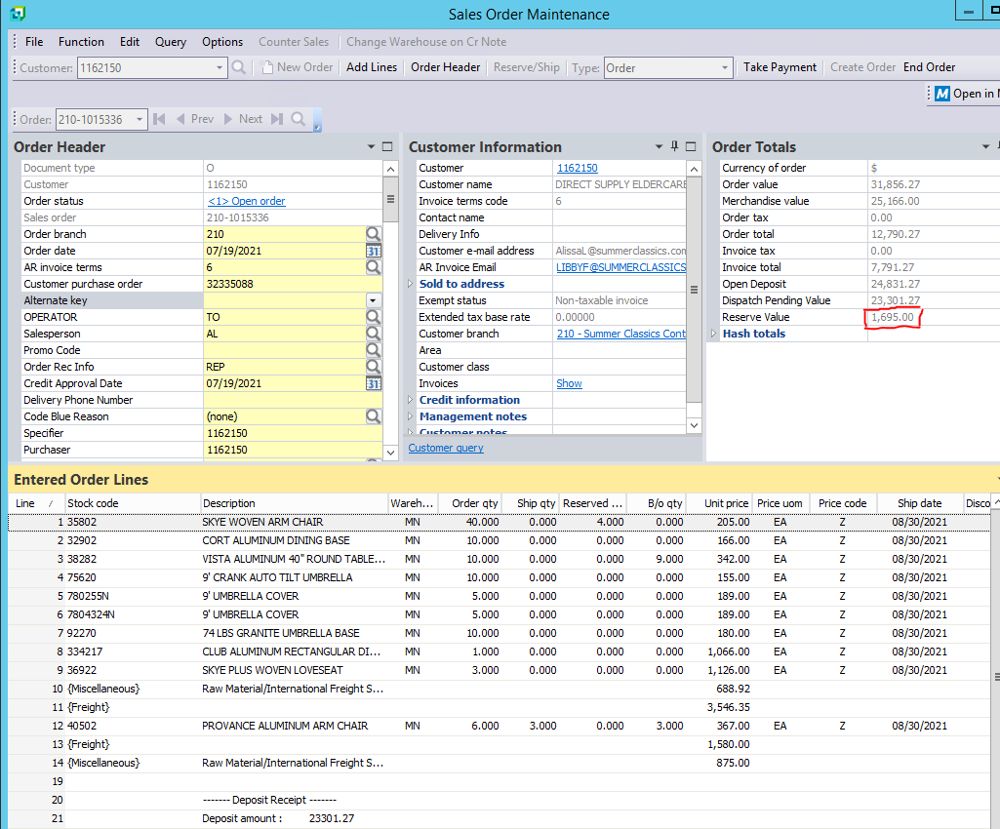 Sales Order Maintenance
File Function Edit Query Options Counter Sales Change Warehouse on Cr Note
Customer: 1162150 New Order Add Lines Order Header Reserve/Ship Type: Order Take Payment Create Order End Order
M Open in
Order: 210-1015336 Prev Next
Order Header
Document type O
Customer 1162150
Order status <1> Open order
Sales order 210-1015336
Order branch 210
Order date 07/19/2021 31
AR invoice terms 6
Customer purchase order 32335088
Alternate key
OPERATOR TO
Salesperson AL
Promo Code
Order Rec Info REP
Credit Approval Date 07/19/2021 31
Delivery Phone Number
Code Blue Reason (none)
Specifier 1162150
Purchaser 1162150
Customer Information
Customer 1162150
Customer name DIRECT SUPPLY ELDERCARE
Invoice terms code 6
Contact name
Delivery Info
Customer e-mail address AlissaL@summerclassics.com
AR Invoice Email LIBBYF@SUMMERCLASSICS
Sold to address
Exempt status Non-taxable invoice
Extended tax base rate 0.00000
Customer branch 210 - Summer Classics Cont
Area
Customer class
Invoices Show
Credit information
Management notes
Customer notes
Customer query
Order Totals
Currency of order $
Order value 31,856.27
Merchandise value 25,166.00
Order tax 0.00
Order total 12,790.27
Invoice tax 0.00
Invoice total 7,791.27
Open Deposit 24,831.27
Dispatch Pending Value 23,301.27
Reserve Value 1,695.00
Hash totals
Entered Order Lines
Line / Stock code Description Wareh... Order qty Ship qty Reserved ... B/o qty Unit price Price uom Price code Ship date Disco
1 35802 SKYE WOVEN ARM CHAIR MN 40.000 0.000 4.000 0.000 205.00 EA Z 08/30/2021
2 32902 CORT ALUMINUM DINING BASE MN 10.000 0.000 0.000 0.000 166.00 EA Z 08/30/2021
3 38282 VISTA ALUMINUM 40" ROUND TABLE... MN 10.000 0.000 0.000 9.000 342.00 EA Z 08/30/2021
4 75620 9' CRANK AUTO TILT UMBRELLA MN 10.000 0.000 0.000 0.000 155.00 EA Z 08/30/2021
5 780255N 9' UMBRELLA COVER MN 5.000 0.000 0.000 0.000 189.00 EA Z 08/30/2021
6 7804324N 9' UMBRELLA COVER MN 5.000 0.000 0.000 0.000 189.00 EA Z 08/30/2021
7 92270 74 LBS GRANITE UMBRELLA BASE MN 10.000 0.000 0.000 0.000 180.00 EA Z 08/30/2021
8 334217 CLUB ALUMINUM RECTANGULAR DI... MN 1.000 0.000 0.000 0.000 1,066.00 EA Z 08/30/2021
9 36922 SKYE PLUS WOVEN LOVESEAT MN 3.000 0.000 0.000 0.000 1,126.00 EA Z 08/30/2021
10 {Miscellaneous} Raw Material/International Freight S... 688.92
11 {Freight} 3,546.35
12 40502 PROVANCE ALUMINUM ARM CHAIR MN 6.000 3.000 0.000 3.000 367.00 EA Z 08/30/2021
13 {Freight} 1,580.00
14 {Miscellaneous} Raw Material/International Freight S... 875.00
19
20 ------- Deposit Receipt -------
21 Deposit amount : 23301.27